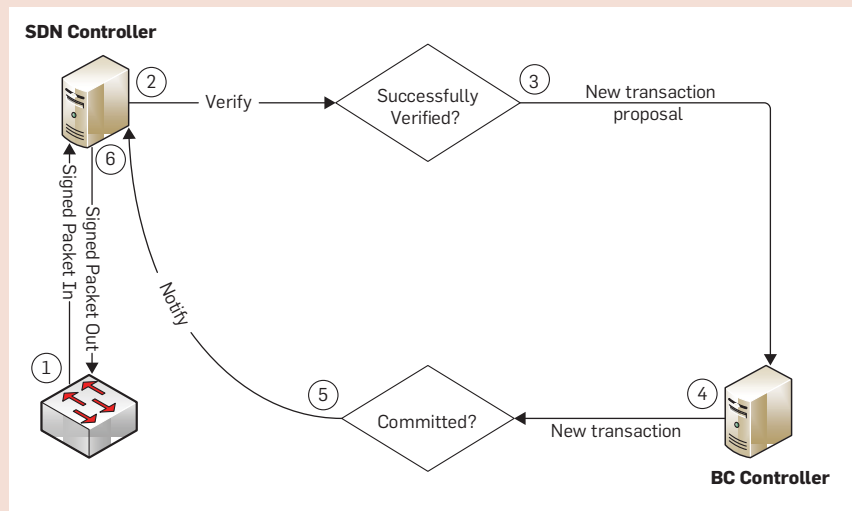 SDN Controller
2
Verify
Successfully
Verified?
3
New transaction
proposal
6
Signed Packet In
Signed Packet Out
Notify
1
5
Committed?
New transaction
4
BC Controller